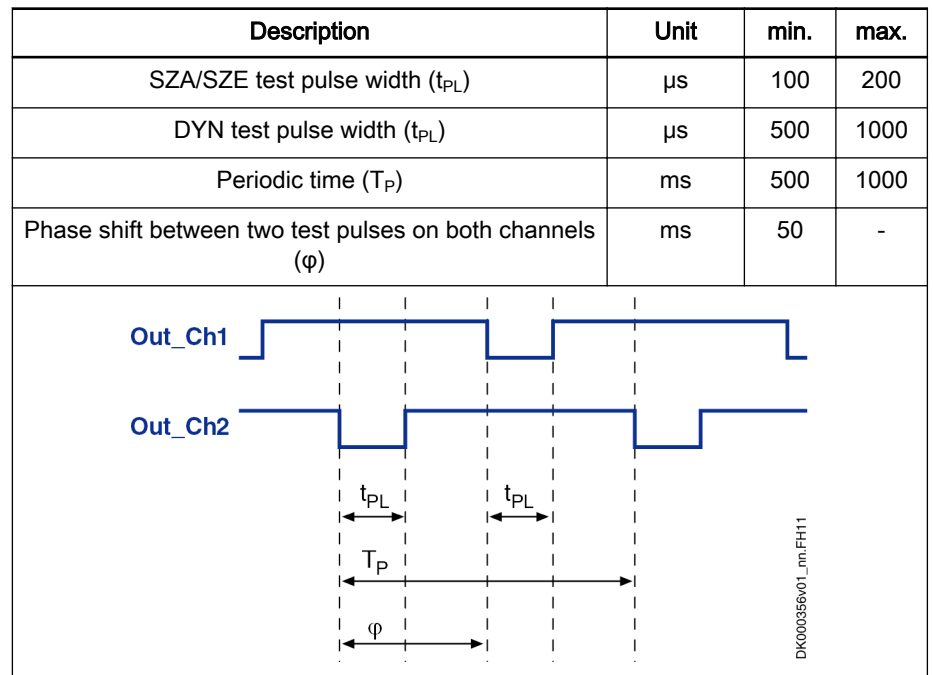 Description Unit min. max.
SZA/SZE test pulse width (tPL) µs 100 200
DYN test pulse width (tPL) µs 500 1000
Periodic time (TP) ms 500 1000
Phase shift between two test pulses on both channels (φ) ms 50 -
Out_Ch1
Out_Ch2
tPL tPL
TP
φ
DK000356v01_nn.FH11